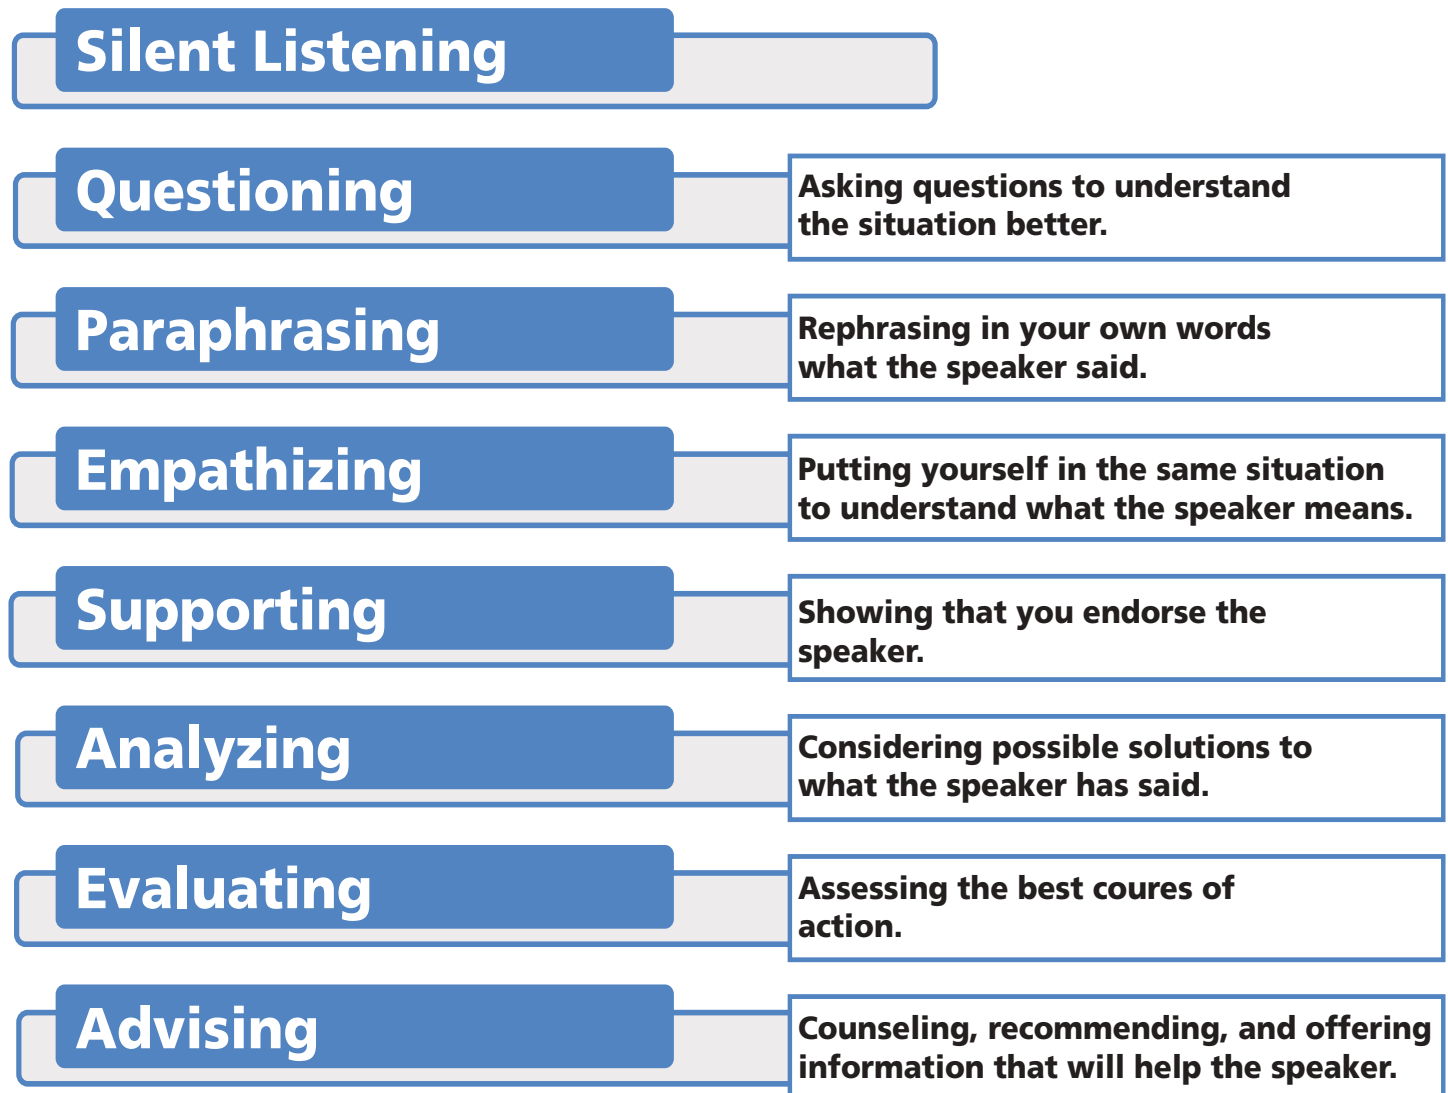 Silent Listening
Questioning
Asking questions to understand
the situation better.
Paraphrasing
Rephrasing in your own words
what the speaker said.
Empathizing
Putting yourself in the same situation
to understand what the speaker means.
Supporting
Showing that you endorse the
speaker.
Analyzing
Considering possible solutions to
what the speaker has said.
Evaluating
Assessing the best coures of
action.
Advising
Counseling, recommending, and offering
information that will help the speaker.